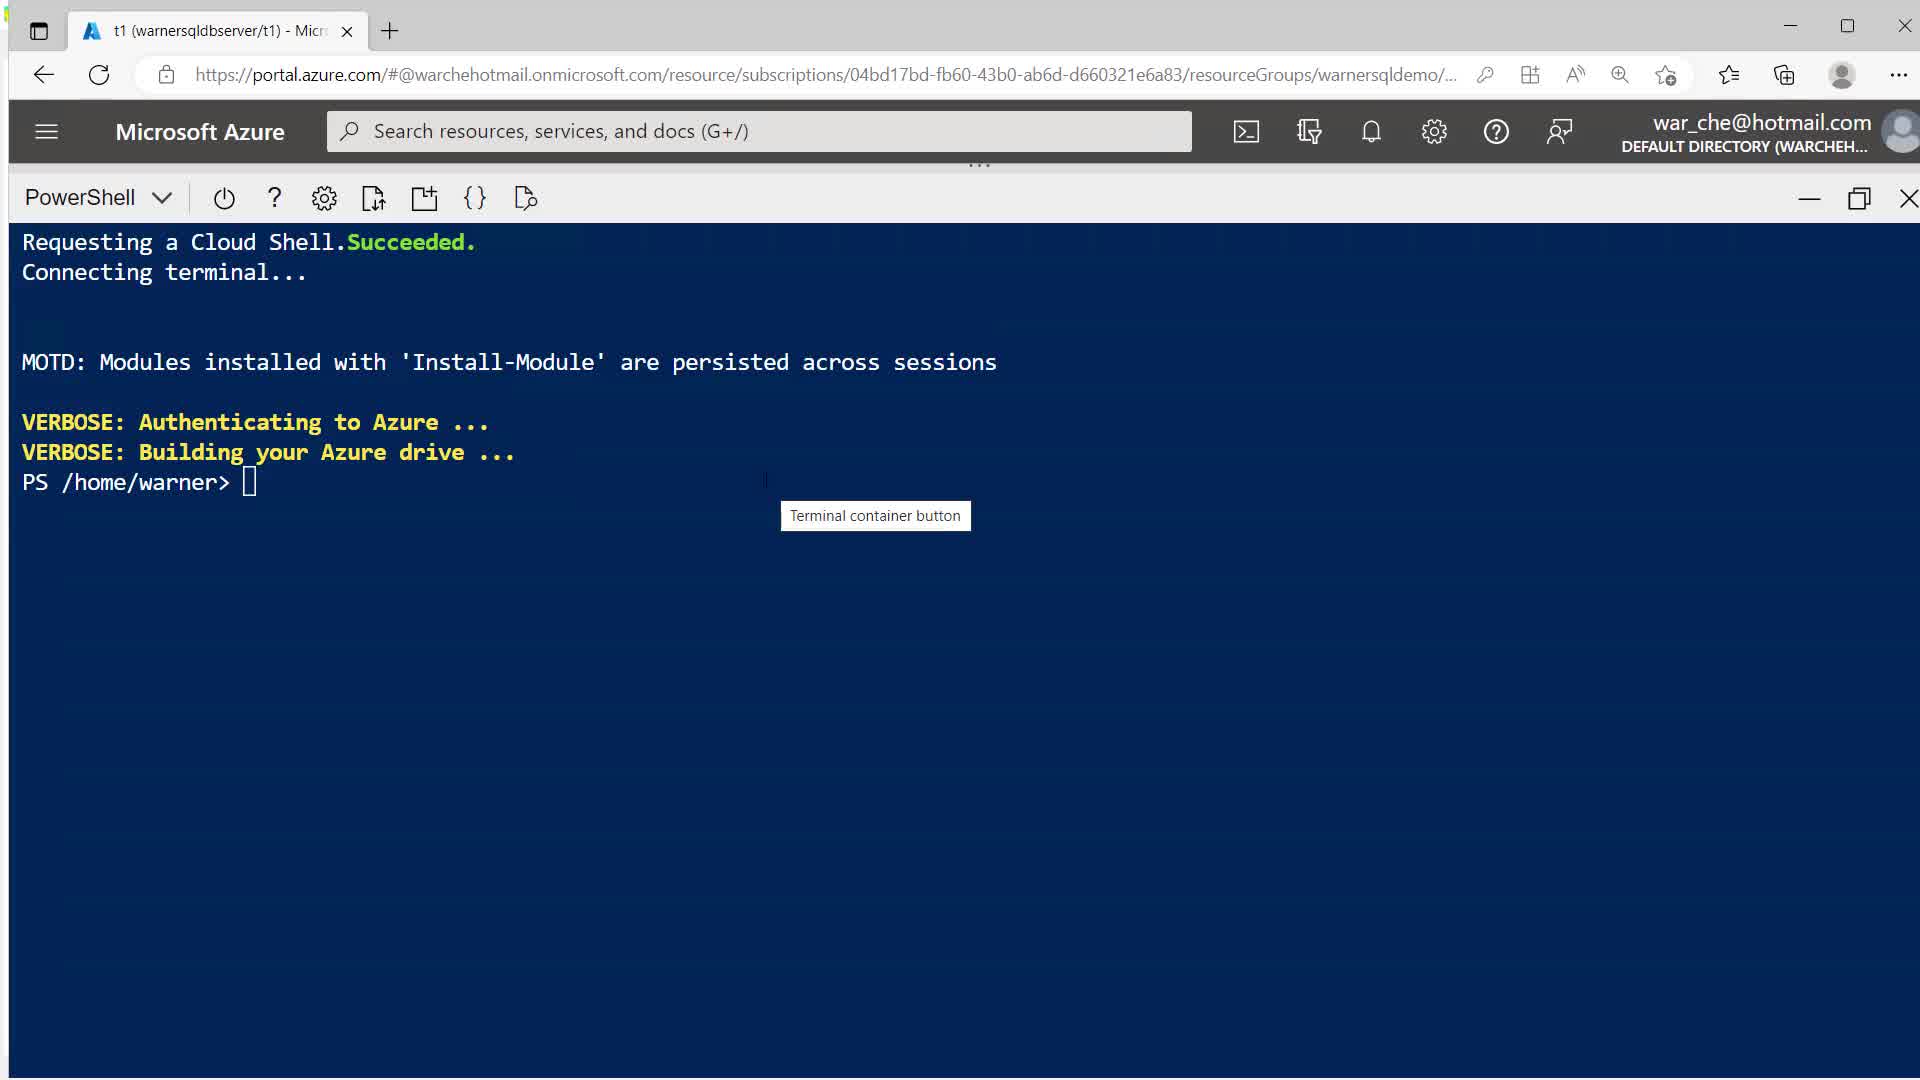 t1 (warnersqldbserver/t1) - Micr
https://portal.azure.com/#@warchehotmail.onmicrosoft.com/resource/subscriptions/04bd17bd-fb60-43b0-ab6d-d660321e6a83/resourceGroups/warnersqldemo/...
Microsoft Azure
Search resources, services, and docs (G+/)
war_che@hotmail.com
DEFAULT DIRECTORY (WARCHEH...
PowerShell
Requesting a Cloud Shell.Succeeded.
Connecting terminal...
MOTD: Modules installed with 'Install-Module' are persisted across sessions
VERBOSE: Authenticating to Azure ...
VERBOSE: Building your Azure drive ...
PS /home/warner>
Terminal container button